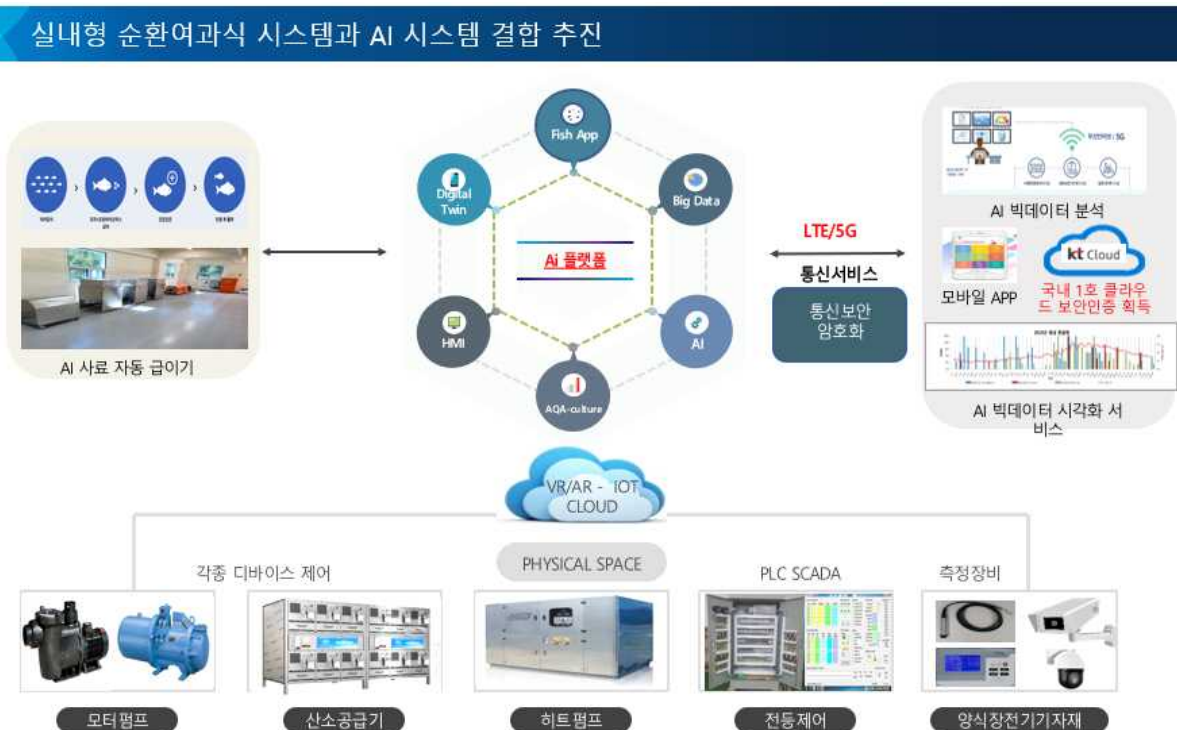 실내형 순환여과식 시스템과 AI 시스템 결합 추진
Fish App
Digital
Twin
Big Data
Ai 플랫폼
HMI
AI
AQA-culture
AI 사료 자동 급이기
LTE/5G
통신서비스
통신보안
암호화
5G
AI 빅데이터 분석
모바일 APP
kt Cloud
국내 1호 클라우
드 보안인증 획득
AI 빅데이터 시각화 서
비스
VR/AR - IOT
CLOUD
PHYSICAL SPACE
각종 디바이스 제어
PLC SCADA
측정장비
모터펌프
산소공급기
히트펌프
전등제어
양식장전기기자재